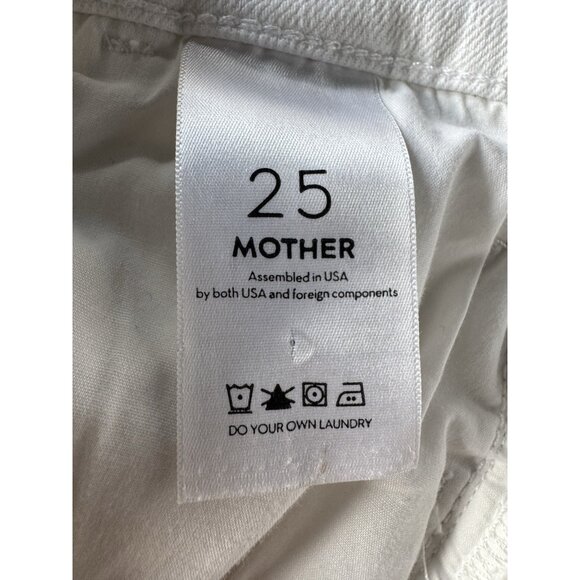 25
MOTHER
Assembled in USA
by both USA and foreign components
DO YOUR OWN LAUNDRY